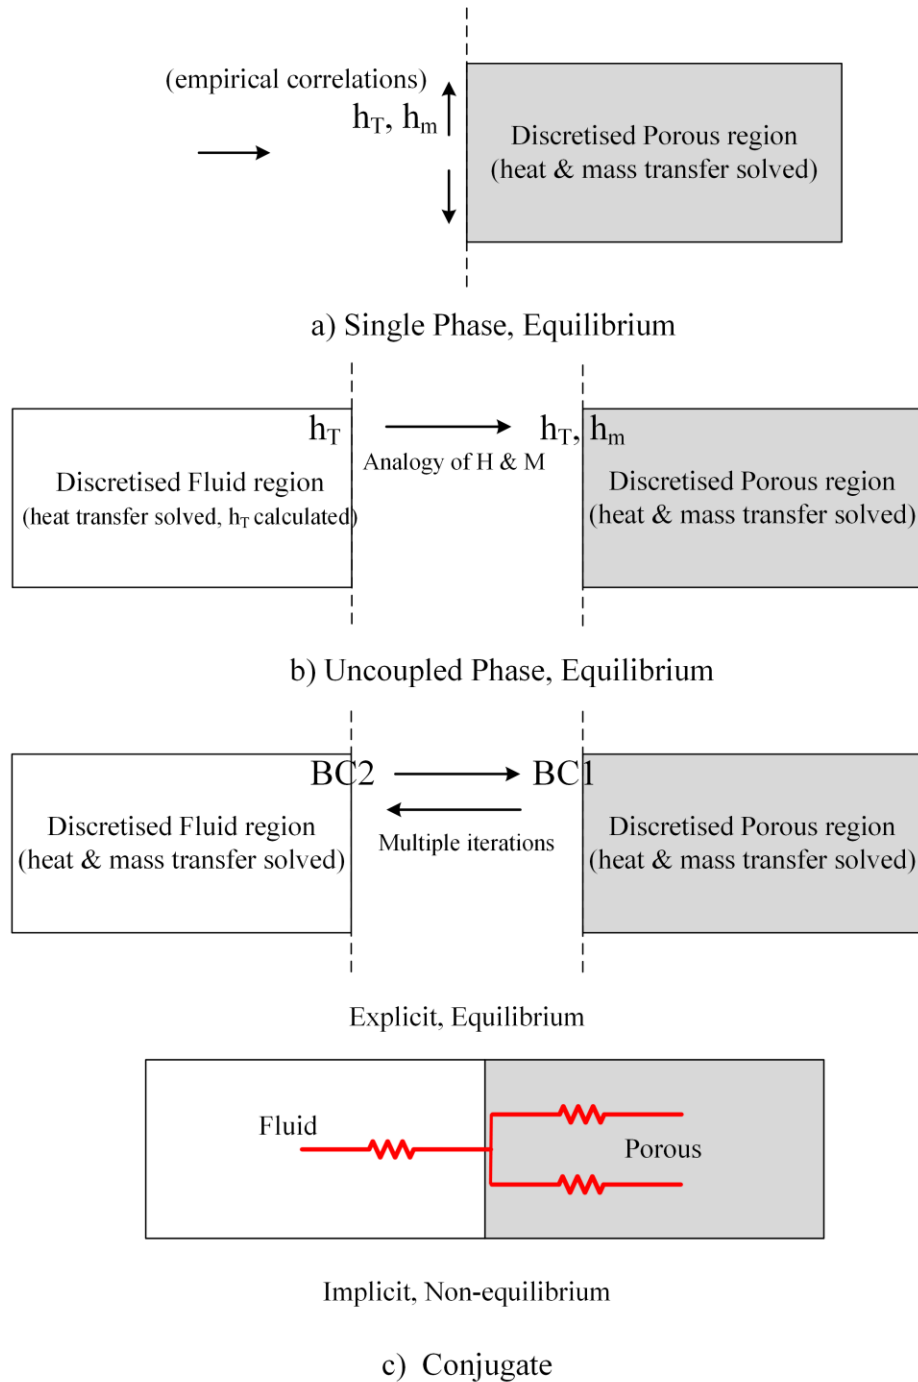 (empirical correlations)
hT, hm
Discretised Porous region
(heat & mass transfer solved)
a) Single Phase, Equilibrium
hT
hT, hm
Analogy of H & M
Discretised Fluid region
(heat transfer solved, hT calculated)
Discretised Porous region
(heat & mass transfer solved)
b) Uncoupled Phase, Equilibrium
BC2
BC1
Multiple iterations
Discretised Fluid region
(heat & mass transfer solved)
Discretised Porous region
(heat & mass transfer solved)
Explicit, Equilibrium
Fluid
Porous
Implicit, Non-equilibrium
c) Conjugate